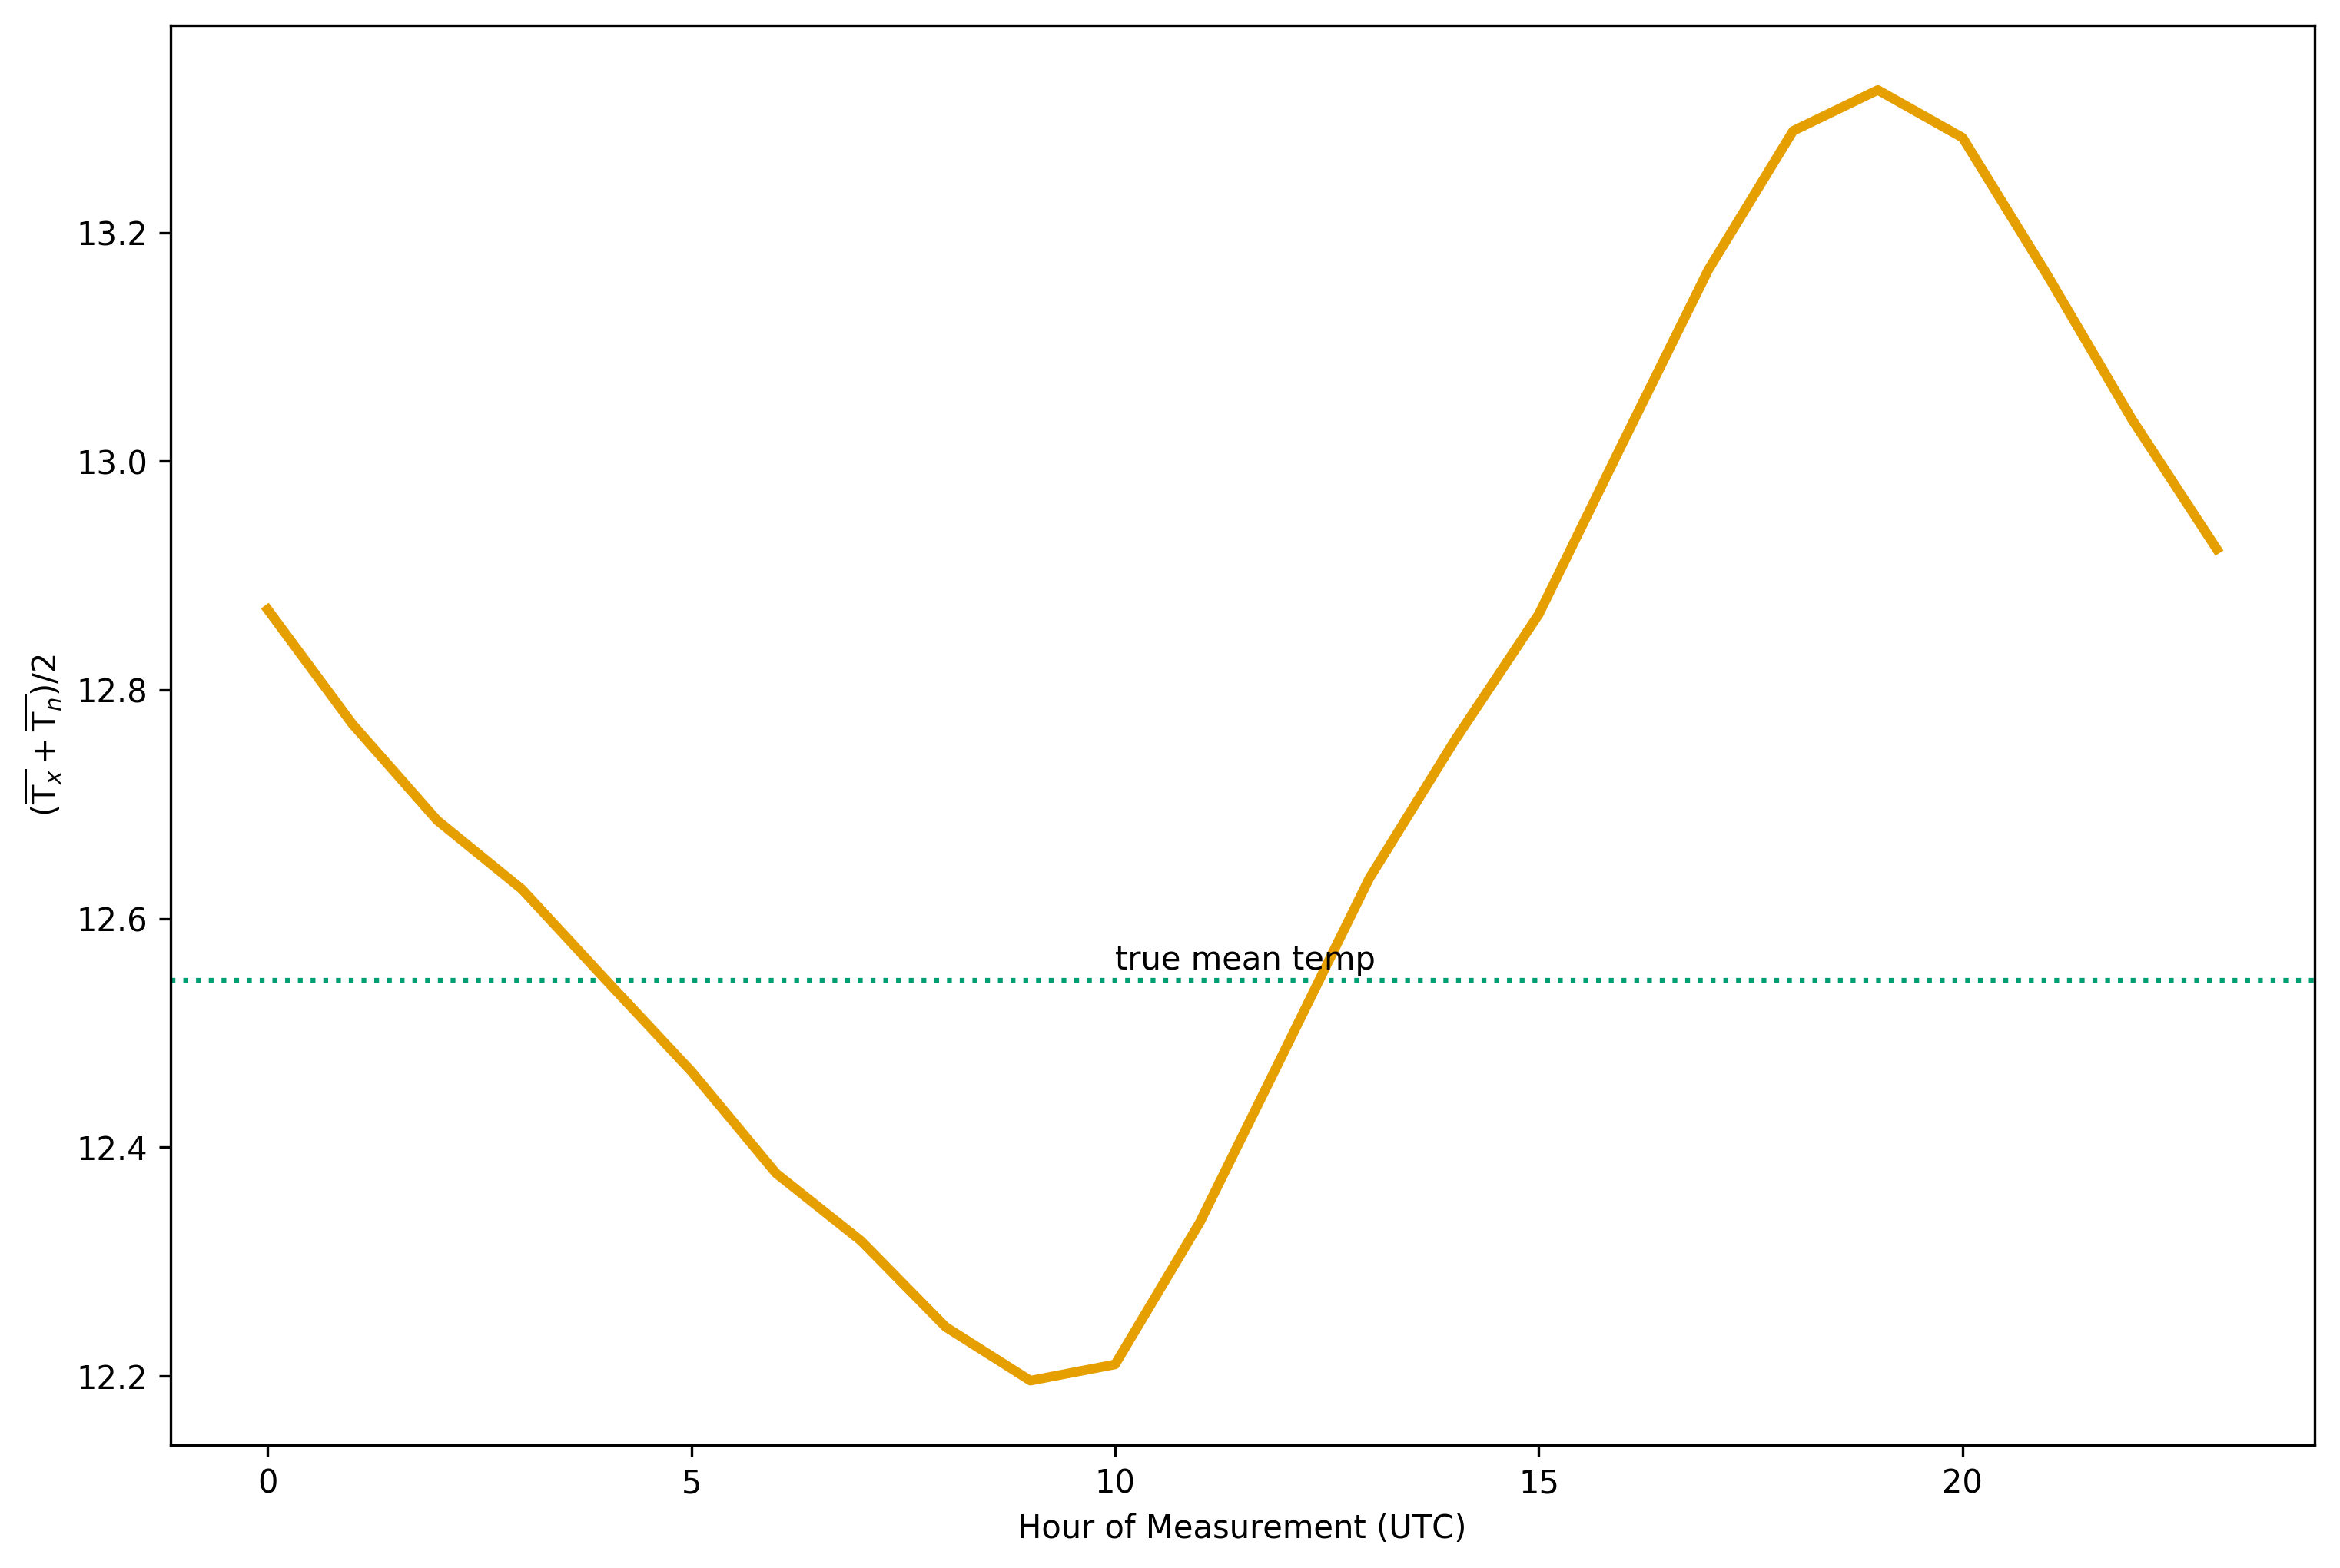 13.2
13.0
12.8
12.6
12.4
12.2
(T̅ₓ + T̅ₙ)/2
true mean temp
0 5 10 15 20
Hour of Measurement (UTC)